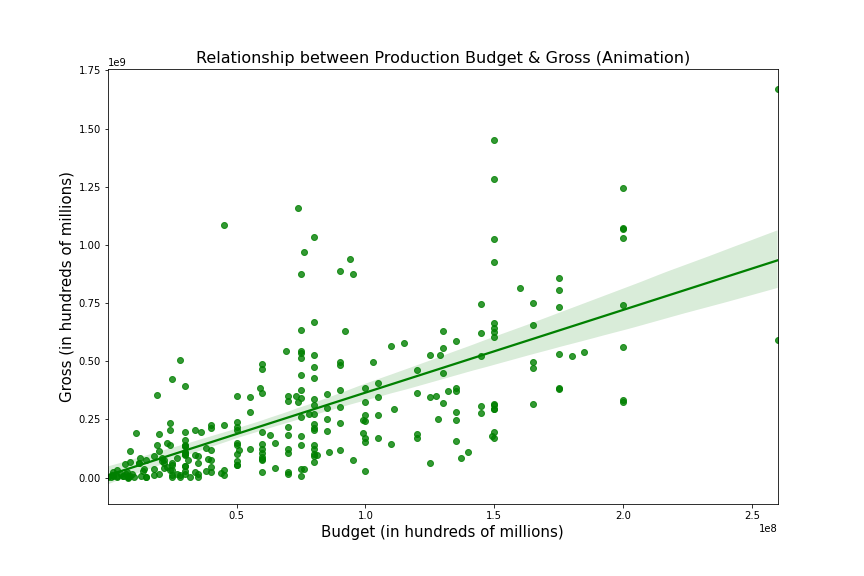 Relationship between Production Budget & Gross (Animation)
1e9
1.75
1.50
1.25
1.00
0.75
0.50
0.25
0.00
Gross (in hundreds of millions)
0.5
1.0
1.5
2.0
2.5
1e8
Budget (in hundreds of millions)